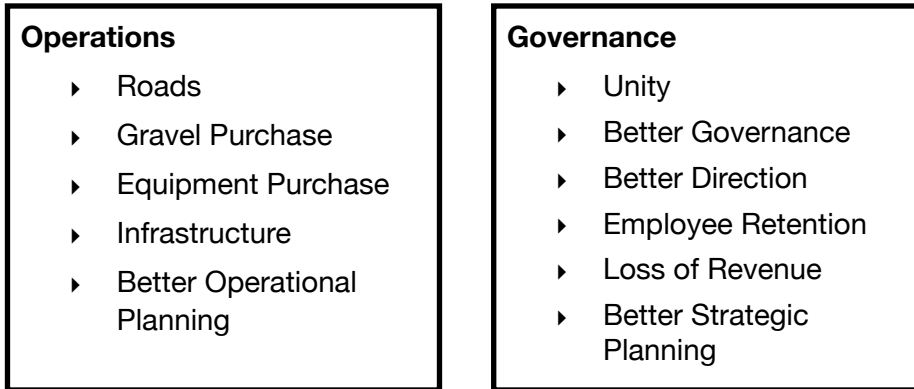 Operations
▸ Roads
▸ Gravel Purchase
▸ Equipment Purchase
▸ Infrastructure
▸ Better Operational
Planning
Governance
▸ Unity
▸ Better Governance
▸ Better Direction
▸ Employee Retention
▸ Loss of Revenue
▸ Better Strategic
Planning